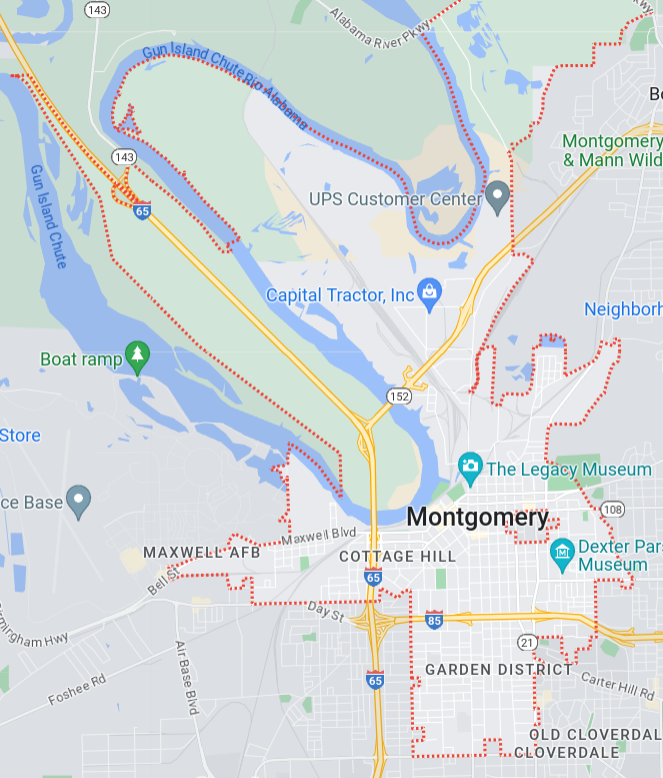 143
Alabama River Pkwy
Gun Island Chute Rio Alabama
Bo
Montgomery
& Mann Wild
143
UPS Customer Center
65
Gun Island Chute
Capital Tractor, Inc
Neighborh
Boat ramp
152
Store
The Legacy Museum
ce Base
108
Montgomery
Maxwell Blvd
MAXWELL AFB
COTTAGE HILL
Dexter Par
Museum
Bell St
65
Day St
85
rmingham Hwy
21
Air Base Blvd
GARDEN DISTRICT
Foshee Rd
65
Carter Hill Rd
OLD CLOVERDAL
CLOVERDALE